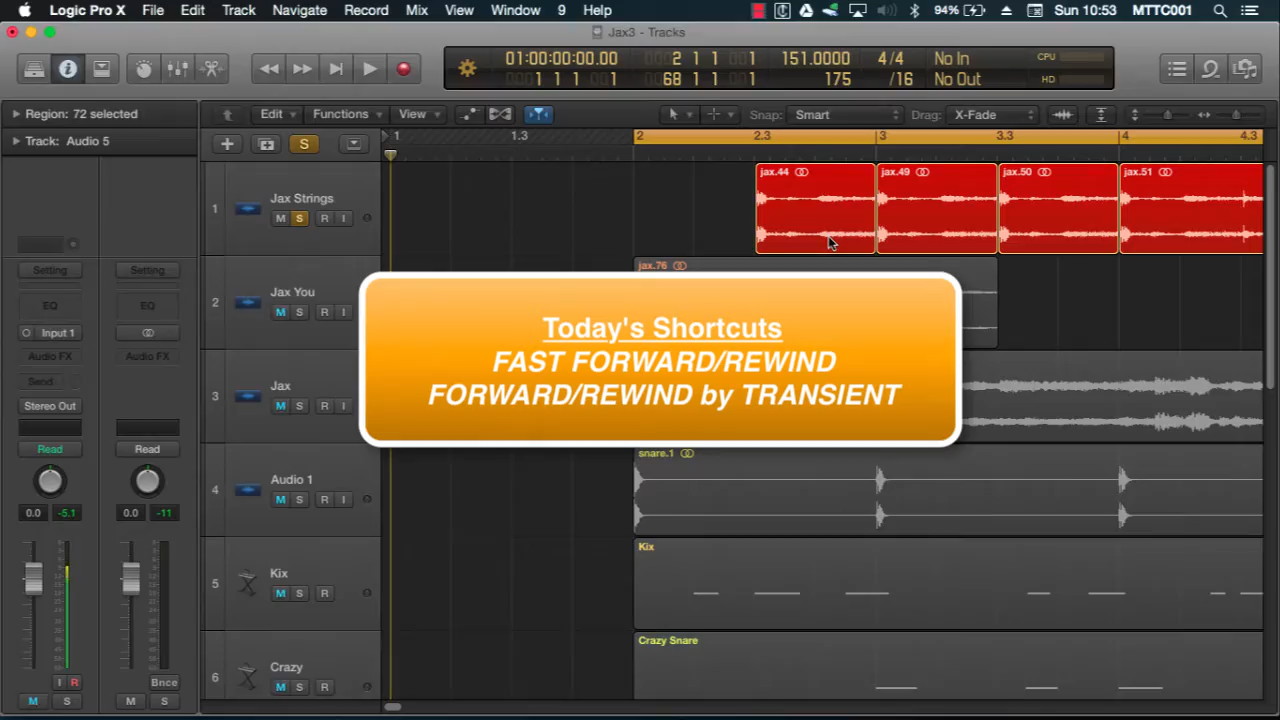 Logic Pro X File Edit Track Navigate Record Mix View Window 9 Help 94% Sun 10:53 MTTC001
Jax3 - Tracks
01:00:00:00.00 2 1 1 1 151.0000 4/4 No In CPU
1 1 1 1 68 1 1 1 175 /16 No Out HD
Region: 72 selected Edit Functions View Snap: Smart Drag: X-Fade
Track: Audio 5
1 1.3 2 2.3 3 3.3 4 4.3
S
jax.44 jax.49 jax.50 jax.51
1 Jax Strings
M S R I
jax.76
Setting Setting
2 Jax You
M S R I
EQ EQ
Input 1
Audio FX Audio FX
Send
Stereo Out
Today's Shortcuts
FAST FORWARD/REWIND
FORWARD/REWIND by TRANSIENT
3 Jax
M S R I
Read Read
snare.1
4 Audio 1
M S R I
0.0 -5.1 0.0 -11
Kix
5 Kix
M S R
Crazy Snare
6 Crazy
M S R
I R Bnce
M S M S